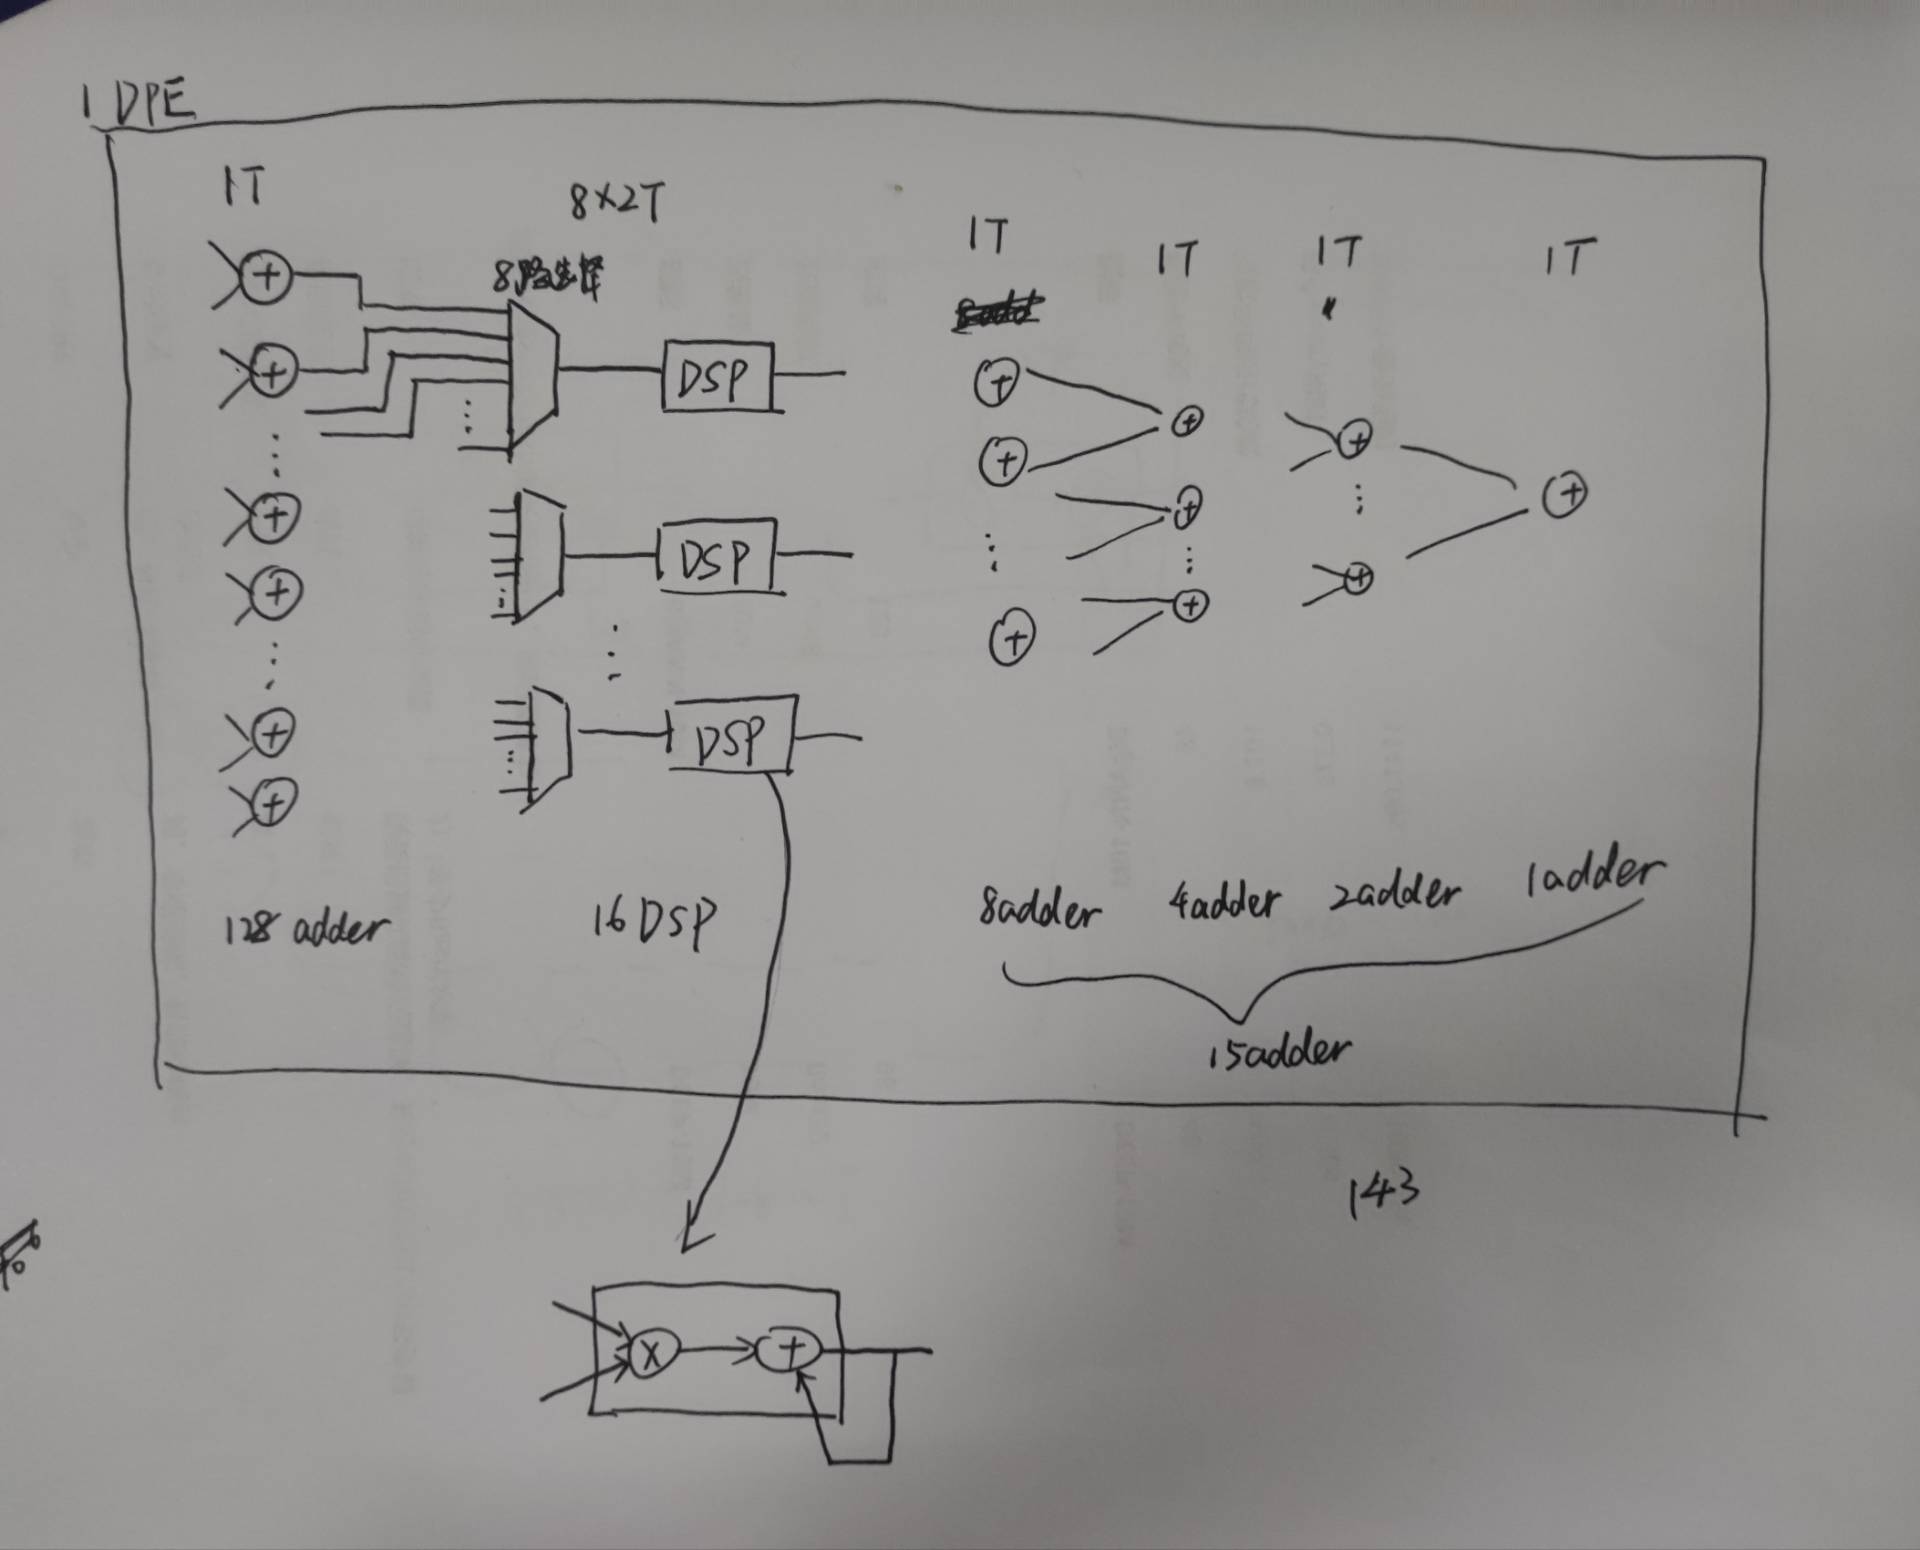 1 DPE
1T
8×2T
1T
1T
1T
1T
8路选择
+
+
+
+
+
+
DSP
DSP
DSP
+
+
+
+
+
+
+
+
+
128 adder
16 DSP
8adder
4adder
2adder
1adder
15adder
143
×
+